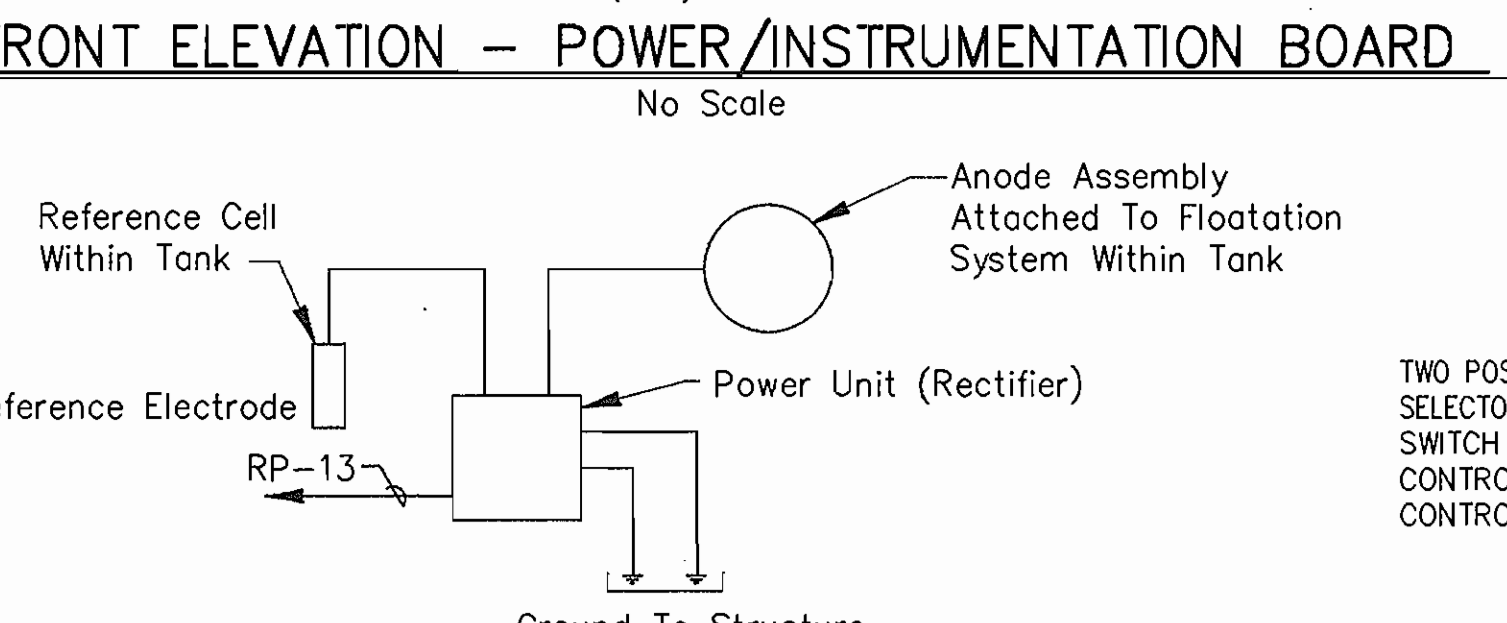 RONT ELEVATION – POWER/INSTRUMENTATION BOARD
No Scale
Reference Cell
Within Tank
Anode Assembly
Attached To Floatation
System Within Tank
Power Unit (Rectifier)
ference Electrode
RP-13
Ground To Structure
TWO POS
SELECTO
SWITCH
CONTRO
CONTRO